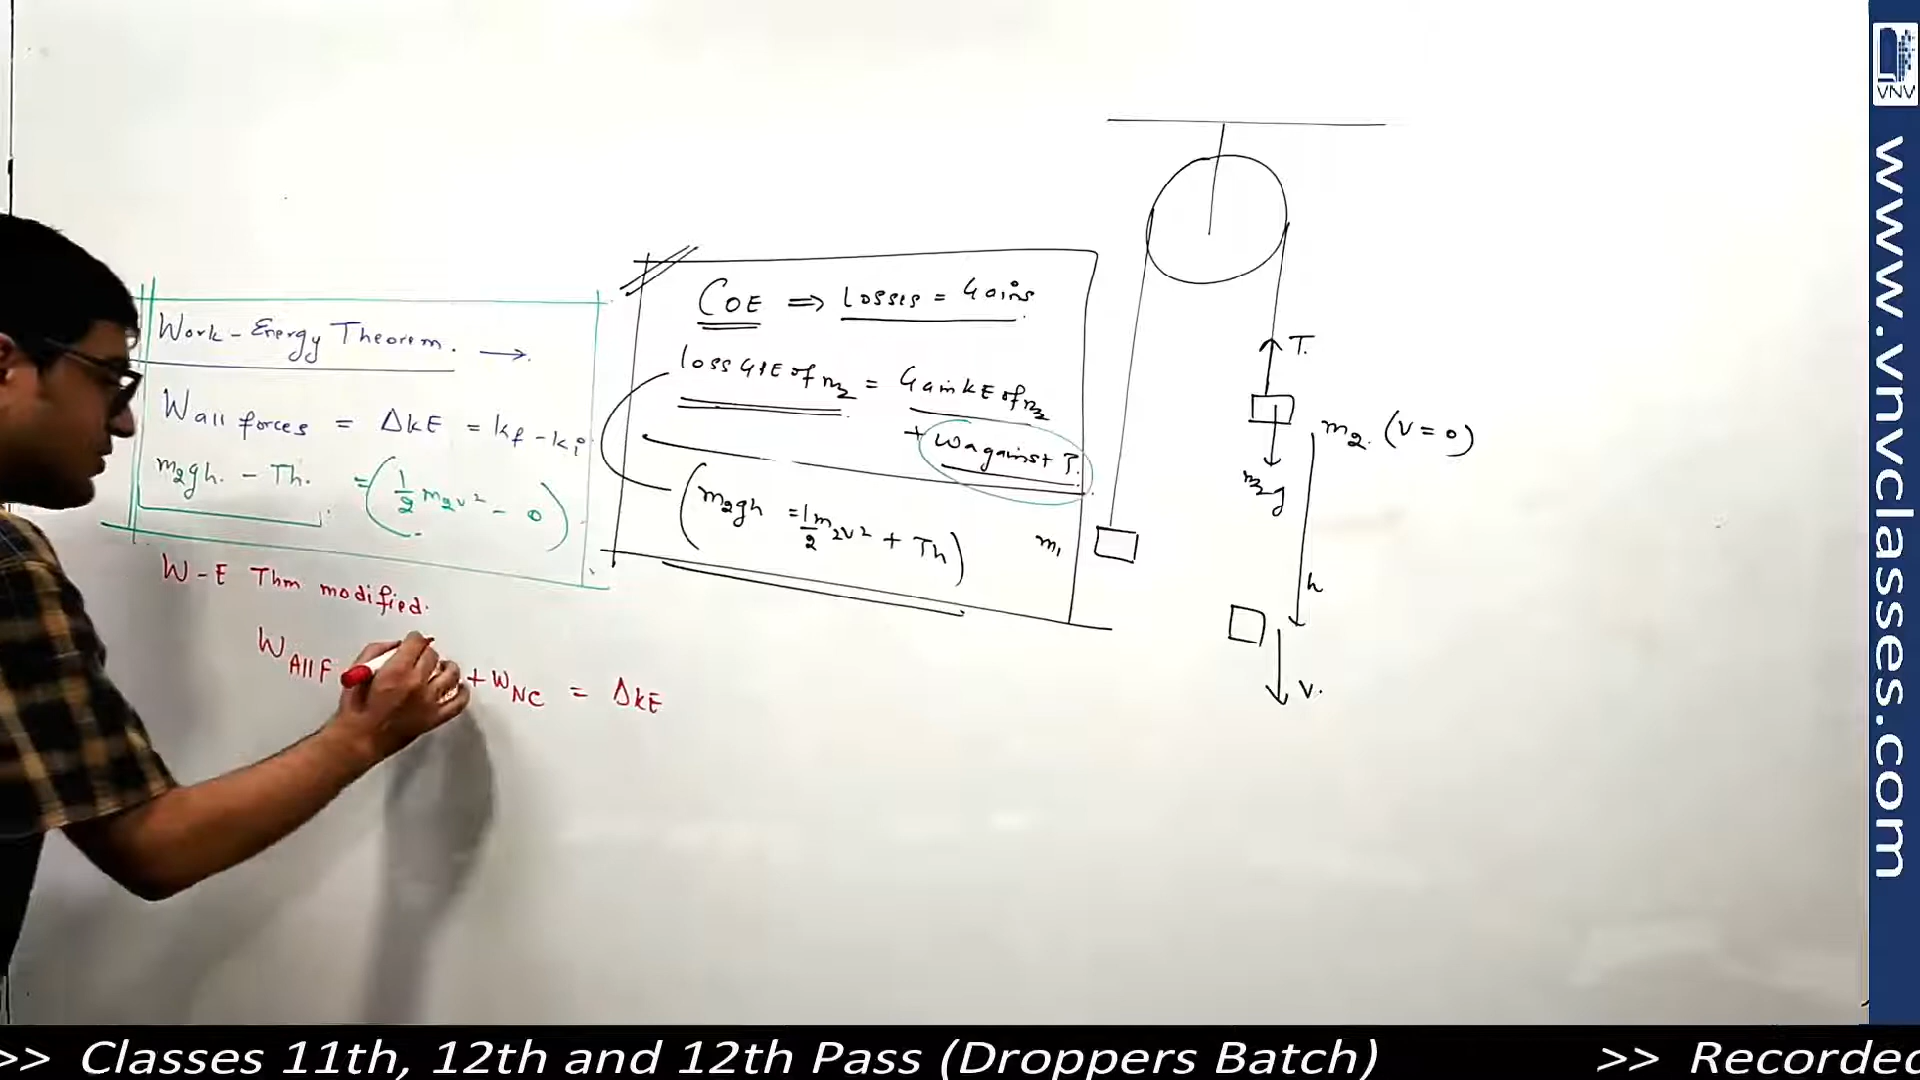 Work-Energy Theorem. →
W all forces = ΔKE = kf - ki
m₂gh. - Th. = (1/2 m₂v² - 0)
W-E Thm modified.
W All F + W NC = ΔKE
COE ⇒ Losses = Gains
loss GPE of m₂ = Gain KE of m₂
+ W against T.
(m₂gh = 1/2 m₂v² + Th)
T.
m₂. (v = 0)
m₂g
m₁
h
v.
VNV
www.vnvclasses.com
>> Classes 11th, 12th and 12th Pass (Droppers Batch) >> Recorded